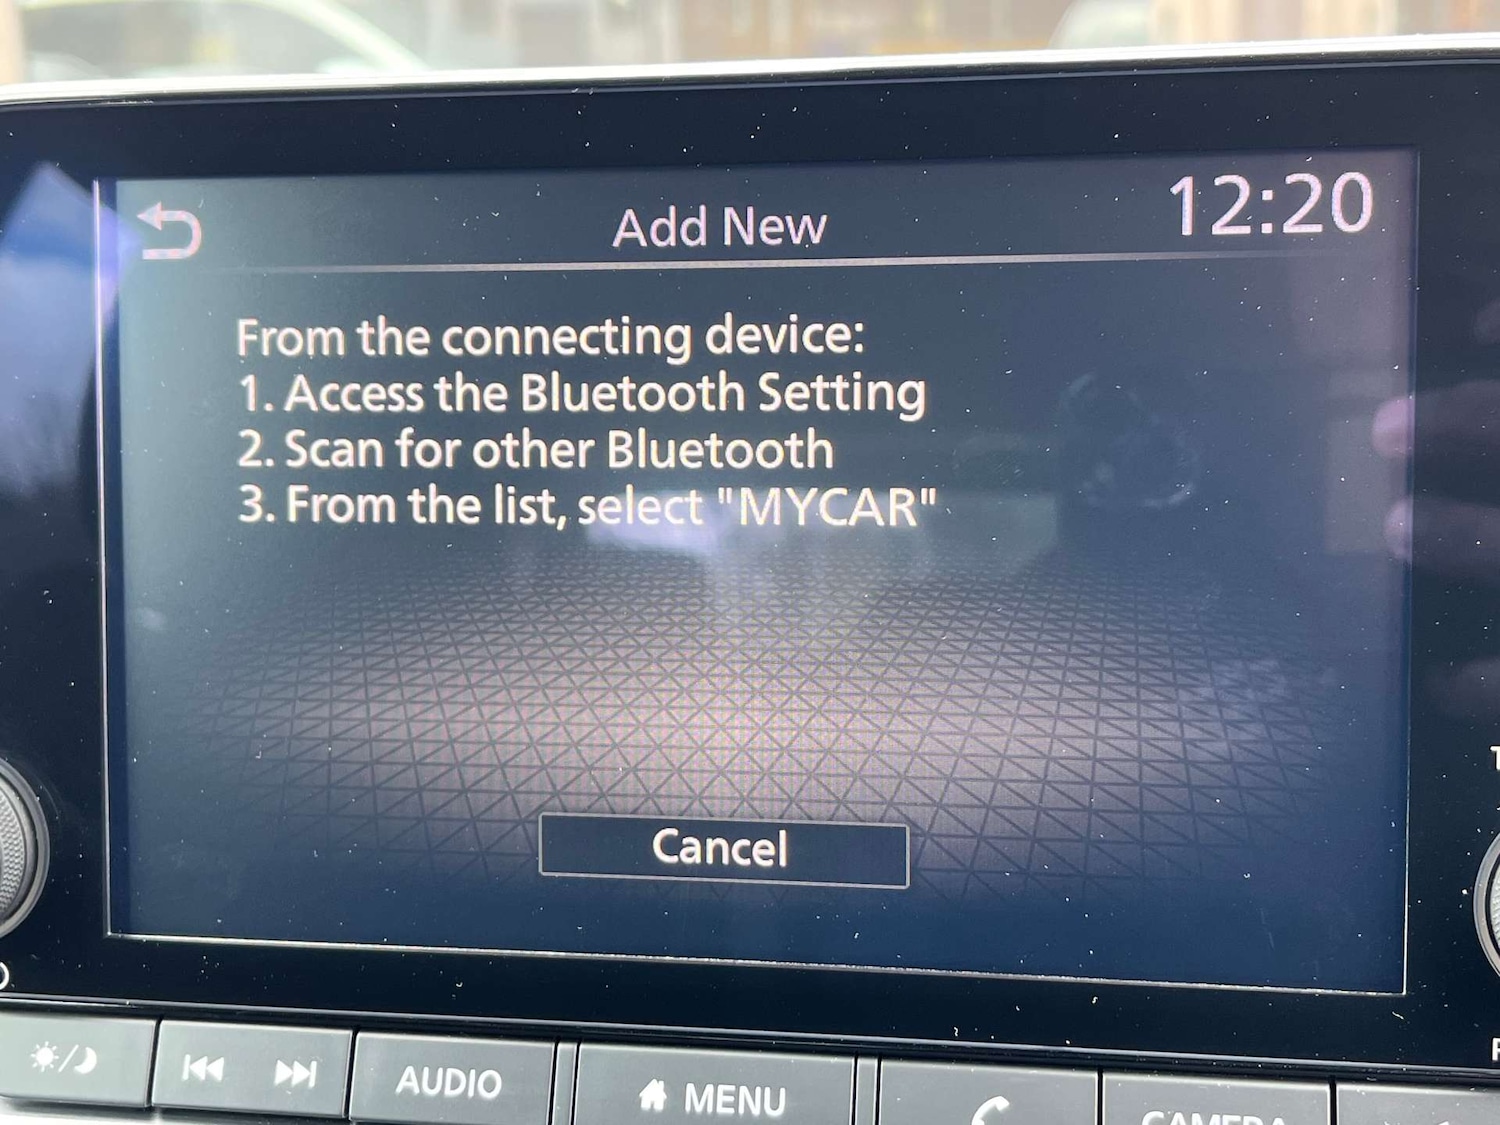 Add New
12:20
From the connecting device:
1. Access the Bluetooth Setting
2. Scan for other Bluetooth
3. From the list, select "MYCAR"
Cancel
AUDIO
MENU
CAMERA